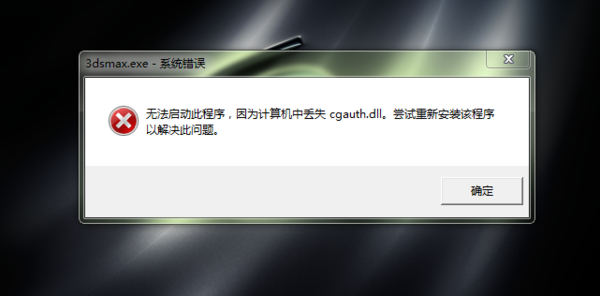 3dsmax.exe - 系统错误
无法启动此程序，因为计算机中丢失 cgauth.dll。尝试重新安装该程序
以解决此问题。
确定